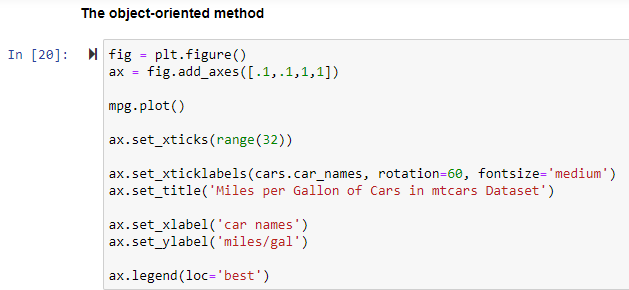 The object-oriented method
In [20]:
fig = plt.figure()
ax = fig.add_axes([.1,.1,1,1])
mpg.plot()
ax.set_xticks(range(32))
ax.set_xticklabels(cars.car_names, rotation=60, fontsize='medium')
ax.set_title('Miles per Gallon of Cars in mtcars Dataset')
ax.set_xlabel('car names')
ax.set_ylabel('miles/gal')
ax.legend(loc='best')